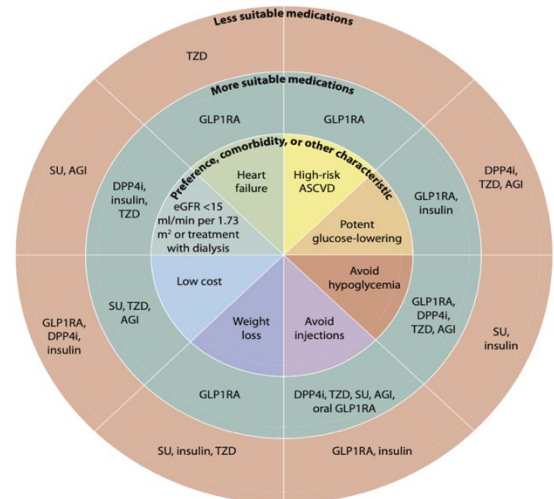 Less suitable medications
TZD
More suitable medications
GLP1RA
GLP1RA
Preference, comorbidity, or other characteristic
Heart
failure
High-risk
ASCVD
SU, AGI
DPP4i,
insulin,
TZD
eGFR <15
ml/min per 1.73
m² or treatment
with dialysis
Potent
glucose-lowering
GLP1RA,
insulin
DPP4i,
TZD, AGI
Low cost
Avoid
hypoglycemia
SU, TZD,
AGI
GLP1RA,
DPP4i,
insulin
Weight
loss
Avoid
injections
GLP1RA,
DPP4i,
TZD, AGI
SU,
insulin
GLP1RA
DPP4i, TZD, SU, AGI,
oral GLP1RA
SU, insulin, TZD
GLP1RA, insulin